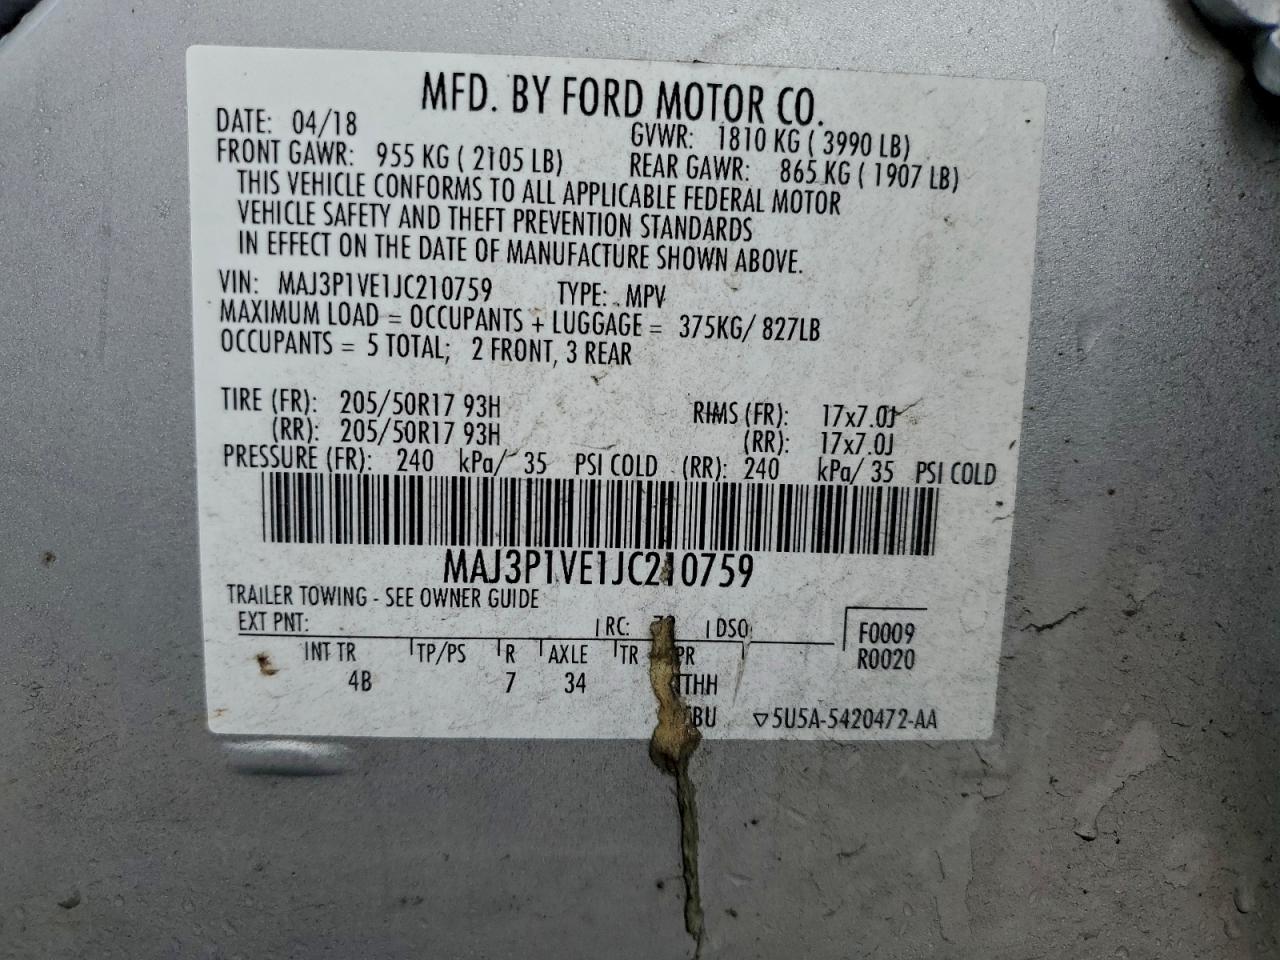 MFD. BY FORD MOTOR CO.
DATE: 04/18 GVWR: 1810 KG ( 3990 LB)
FRONT GAWR: 955 KG ( 2105 LB) REAR GAWR: 865 KG ( 1907 LB)
THIS VEHICLE CONFORMS TO ALL APPLICABLE FEDERAL MOTOR
VEHICLE SAFETY AND THEFT PREVENTION STANDARDS
IN EFFECT ON THE DATE OF MANUFACTURE SHOWN ABOVE.
VIN: MAJ3P1VE1JC210759 TYPE: MPV
MAXIMUM LOAD = OCCUPANTS + LUGGAGE = 375KG/ 827LB
OCCUPANTS = 5 TOTAL; 2 FRONT, 3 REAR
TIRE (FR): 205/50R17 93H RIMS (FR): 17x7.0J
(RR): 205/50R17 93H (RR): 17x7.0J
PRESSURE (FR): 240 kPa/ 35 PSI COLD (RR): 240 kPa/ 35 PSI COLD
MAJ3P1VE1JC210759
TRAILER TOWING - SEE OWNER GUIDE
EXT PNT: RC: DSO F0009
INT TR TP/PS R AXLE TR R0020
4B 7 34
5U5A-5420472-AA